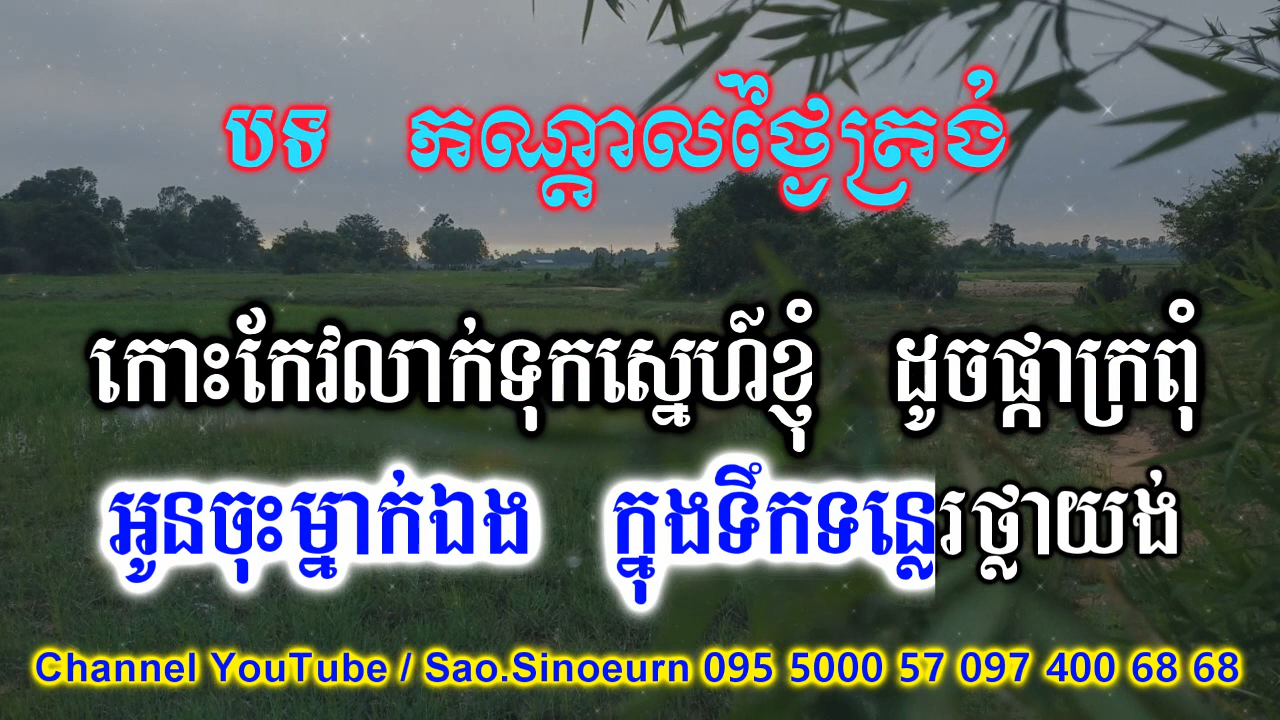 បទ កណ្ដាលថ្ងៃត្រង់
កោះកែវលាក់ទុកស្នេហ៍ខ្ញុំ ដូចផ្កាក្រពុំ
អូនចុះម្នាក់ឯង ក្នុងទឹកទន្លេរថ្លាយង់
Channel YouTube / Sao.Sinoeurn 095 5000 57 097 400 68 68